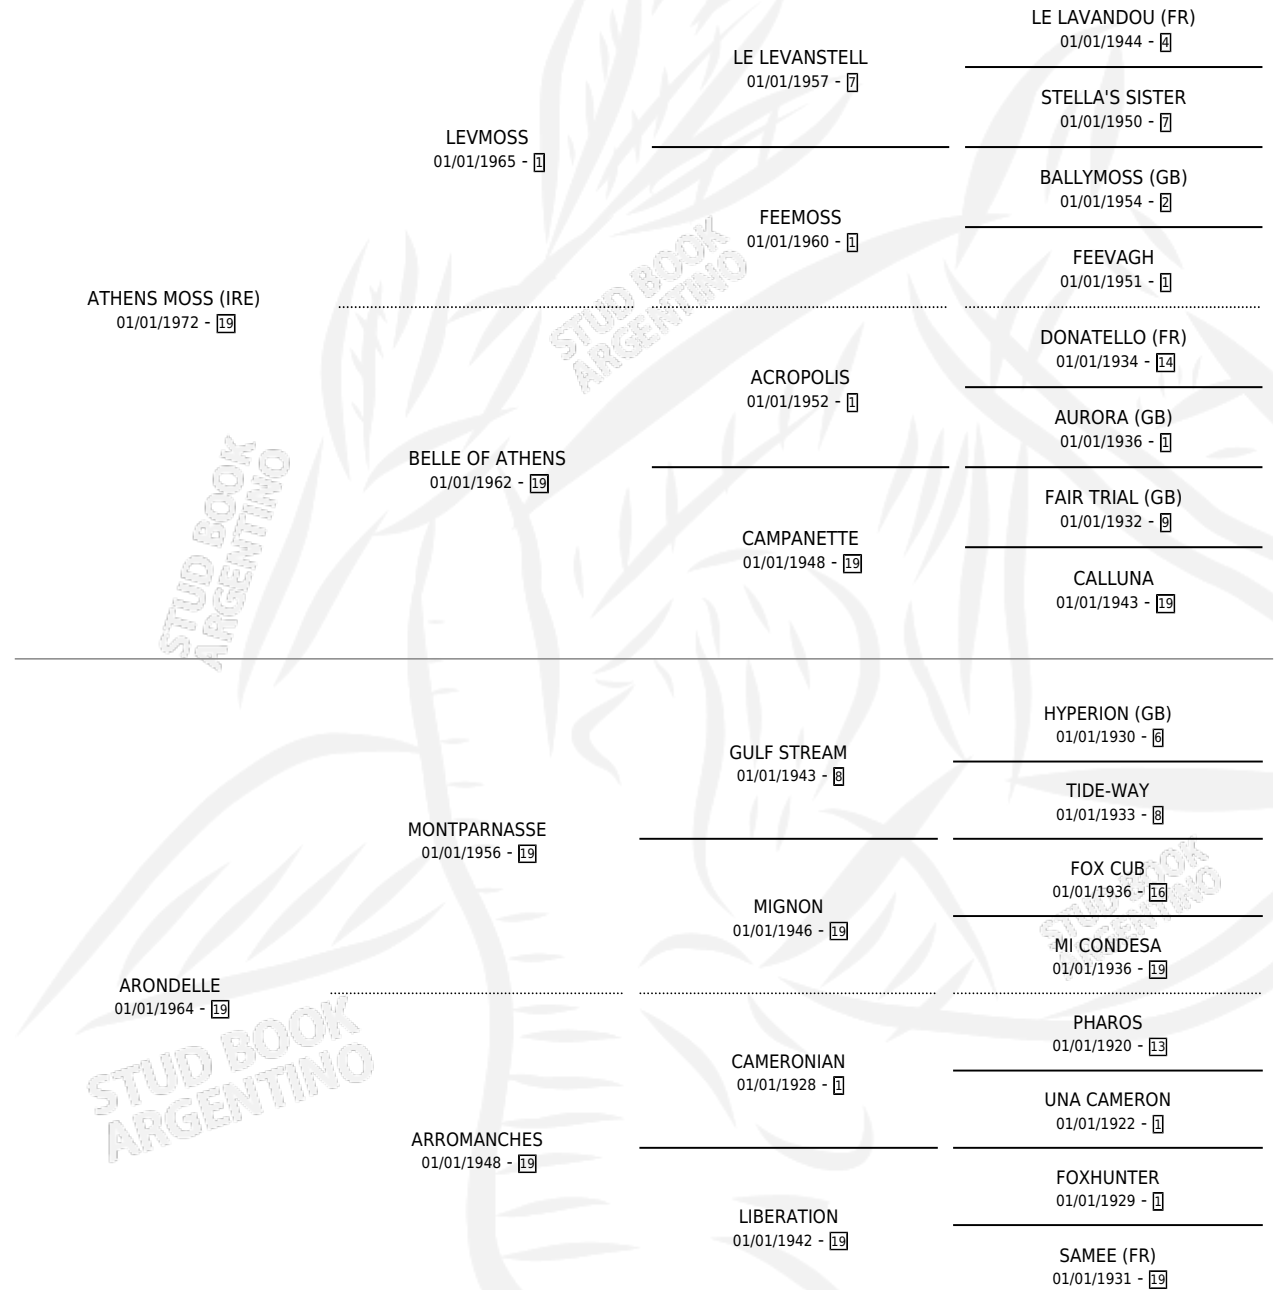 LE LAVANDOU (FR)
01/01/1944 - 4
LE LEVANSTELL
01/01/1957 - 7
STELLA'S SISTER
01/01/1950 - 7
LEVMOSS
01/01/1965 - 1
BALLYMOSS (GB)
01/01/1954 - 2
FEEMOSS
01/01/1960 - 1
FEEVAGH
01/01/1951 - 1
ATHENS MOSS (IRE)
01/01/1972 - 19
STUD BOOK
ARGENTINO
DONATELLO (FR)
01/01/1934 - 14
ACROPOLIS
01/01/1952 - 1
AURORA (GB)
01/01/1936 - 1
BELLE OF ATHENS
01/01/1962 - 19
FAIR TRIAL (GB)
01/01/1932 - 9
CAMPANETTE
01/01/1948 - 19
CALLUNA
01/01/1943 - 19
STUD BOOK
ARGENTINO
HYPERION (GB)
01/01/1930 - 6
GULF STREAM
01/01/1943 - 8
TIDE-WAY
01/01/1933 - 8
MONTPARNASSE
01/01/1956 - 19
FOX CUB
01/01/1936 - 16
MIGNON
01/01/1946 - 19
MI CONDESA
01/01/1936 - 19
STUD BOOK
ARGENTINO
ARONDELLE
01/01/1964 - 19
PHAROS
01/01/1920 - 13
CAMERONIAN
01/01/1928 - 1
UNA CAMERON
01/01/1922 - 1
STUD BOOK
ARGENTINO
ARROMANCHES
01/01/1948 - 19
FOXHUNTER
01/01/1929 - 1
LIBERATION
01/01/1942 - 19
SAMEE (FR)
01/01/1931 - 19